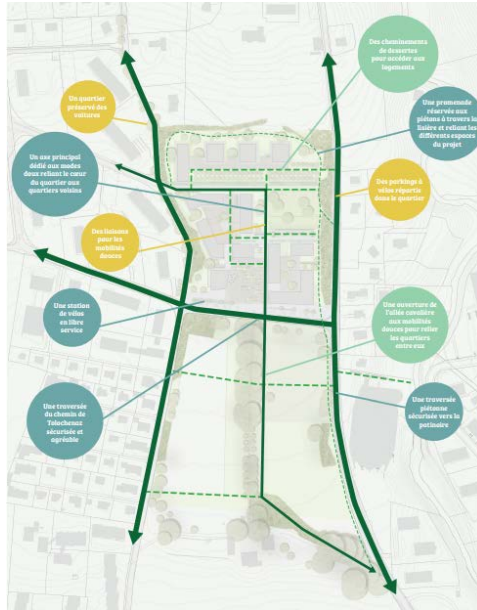 Des cheminements
de dessertes
pour accéder aux
logements
Un quartier
préservé des
voitures
Une promenade
réservée aux
piétons à travers la
lisière et reliant les
différents espaces
du projet
Un axe principal
dédié aux modes
doux reliant le cœur
du quartier aux
quartiers voisins
Des parkings à
vélos répartis
dans le quartier
Des liaisons
pour les
mobilités
douces
Une station
de vélos en
libre
service
Une ouverture de
l'allée cavalière
aux mobilités
douces pour relier
les quartiers
entre eux
Une traversée
du chemin de
Tolochenaz
sécurisée et
agréable
Une traversée
piétonne
sécurisée vers la
patinoire